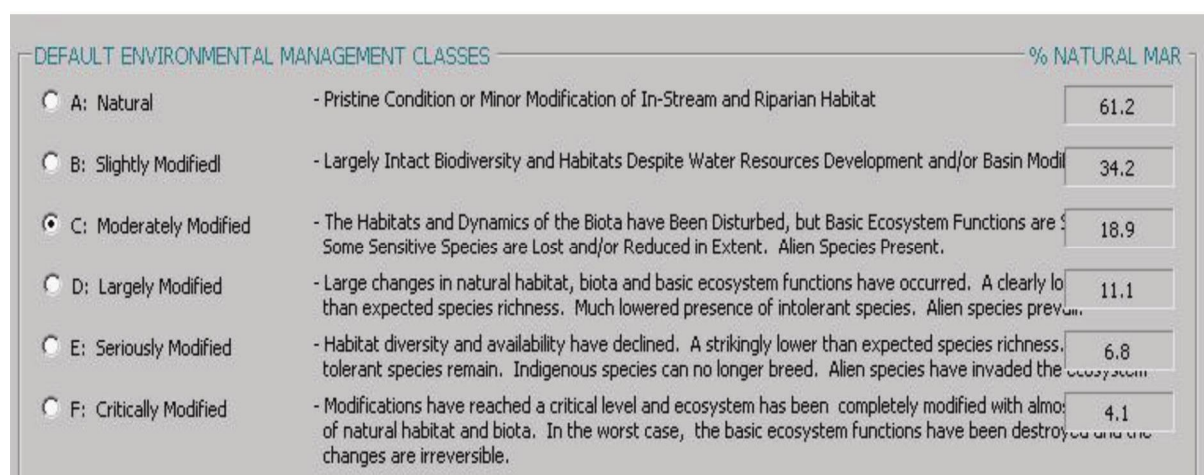 DEFAULT ENVIRONMENTAL MANAGEMENT CLASSES % NATURAL MAR
A: Natural - Pristine Condition or Minor Modification of In-Stream and Riparian Habitat 61.2
B: Slightly Modifiedl - Largely Intact Biodiversity and Habitats Despite Water Resources Development and/or Basin 34.2
C: Moderately Modified - The Habitats and Dynamics of the Biota have Been Disturbed, but Basic Ecosystem Functions are 18.9
Some Sensitive Species are Lost and/or Reduced in Extent. Alien Species Present.
D: Largely Modified - Large changes in natural habitat, biota and basic ecosystem functions have occurred. A clearly 11.1
than expected species richness. Much lowered presence of intolerant species. Alien species
E: Seriously Modified - Habitat diversity and availability have declined. A strikingly lower than expected species richness. 6.8
tolerant species remain. Indigenous species can no longer breed. Alien species have invaded the
F: Critically Modified - Modifications have reached a critical level and ecosystem has been completely modified with 4.1
of natural habitat and biota. In the worst case, the basic ecosystem functions have been
changes are irreversible.